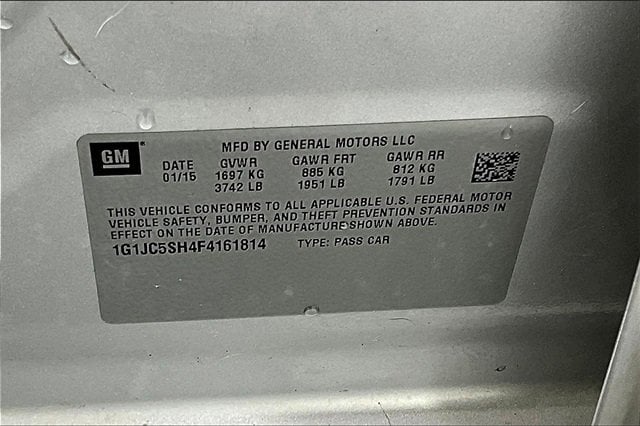 MFD BY GENERAL MOTORS LLC
GM
DATE GVWR GAWR FRT GAWR RR
01/15 1697 KG 885 KG 812 KG
3742 LB 1951 LB 1791 LB
THIS VEHICLE CONFORMS TO ALL APPLICABLE U.S. FEDERAL MOTOR
VEHICLE SAFETY, BUMPER, AND THEFT PREVENTION STANDARDS IN
EFFECT ON THE DATE OF MANUFACTURE SHOWN ABOVE.
1G1JC5SH4F4161814 TYPE: PASS CAR